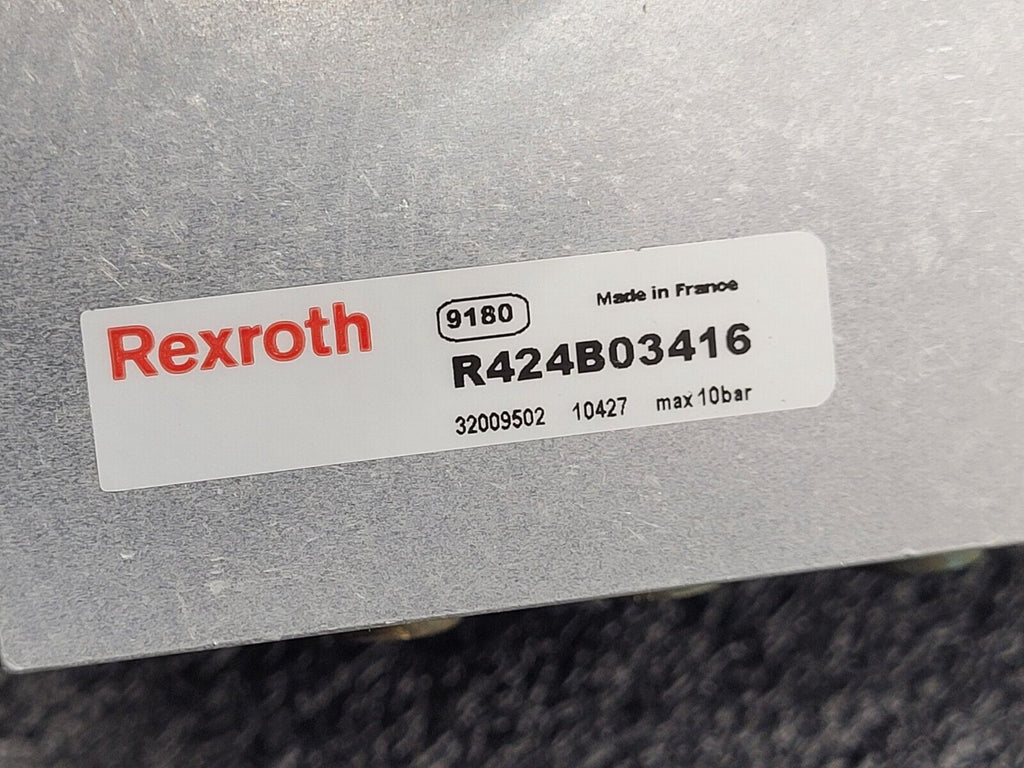 Rexroth
9180 Made in France
R424B03416
32009502 10427 max 10bar